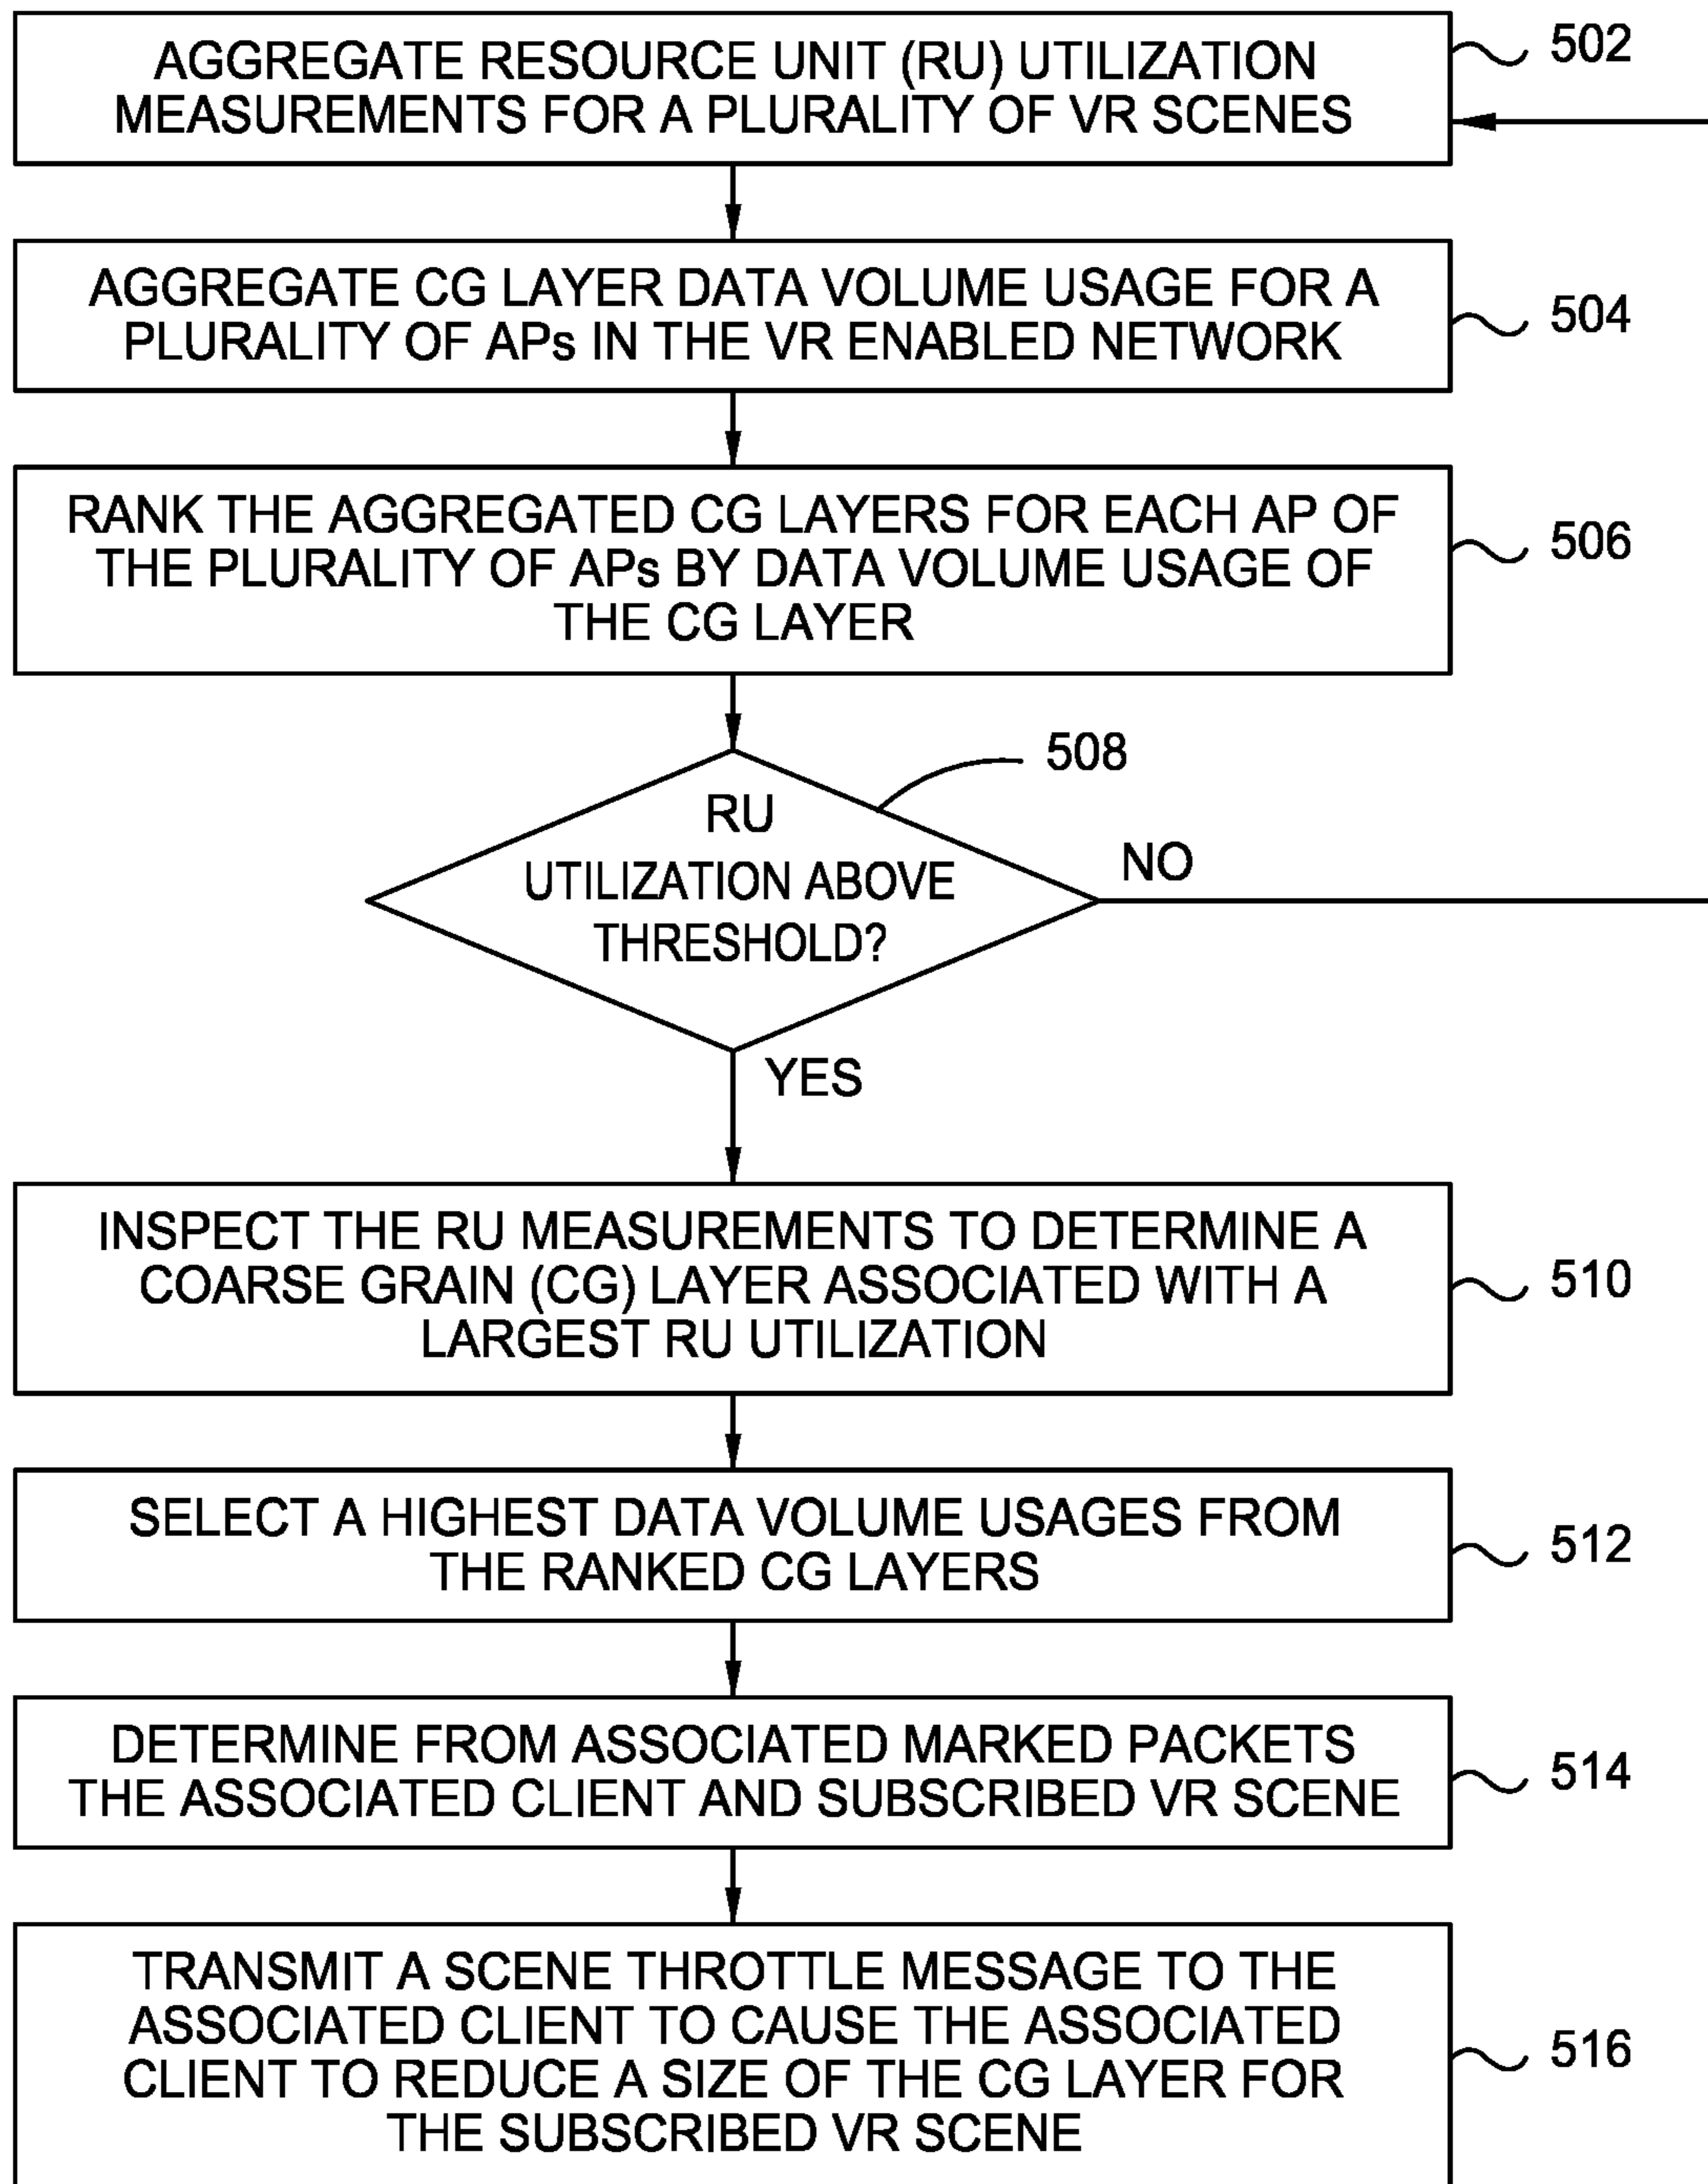 AGGREGATE RESOURCE UNIT (RU) UTILIZATION
MEASUREMENTS FOR A PLURALITY OF VR SCENES
502
AGGREGATE CG LAYER DATA VOLUME USAGE FOR A
PLURALITY OF APs IN THE VR ENABLED NETWORK
504
RANK THE AGGREGATED CG LAYERS FOR EACH AP OF
THE PLURALITY OF APs BY DATA VOLUME USAGE OF
THE CG LAYER
506
508
RU
UTILIZATION ABOVE
THRESHOLD?
NO
YES
INSPECT THE RU MEASUREMENTS TO DETERMINE A
COARSE GRAIN (CG) LAYER ASSOCIATED WITH A
LARGEST RU UTILIZATION
510
SELECT A HIGHEST DATA VOLUME USAGES FROM
THE RANKED CG LAYERS
512
DETERMINE FROM ASSOCIATED MARKED PACKETS
THE ASSOCIATED CLIENT AND SUBSCRIBED VR SCENE
514
TRANSMIT A SCENE THROTTLE MESSAGE TO THE
ASSOCIATED CLIENT TO CAUSE THE ASSOCIATED
CLIENT TO REDUCE A SIZE OF THE CG LAYER FOR
THE SUBSCRIBED VR SCENE
516